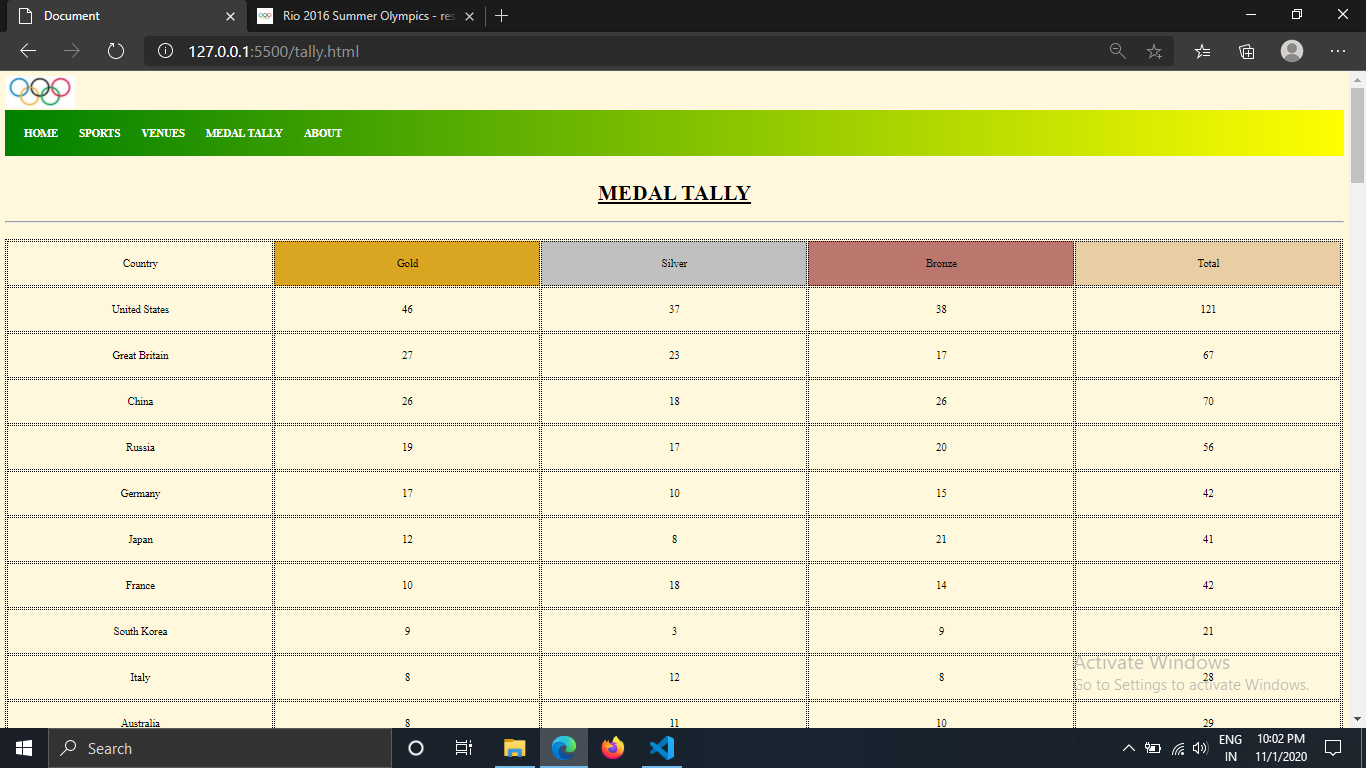 Document
Rio 2016 Summer Olympics - res
127.0.0.1:5500/tally.html
HOME SPORTS VENUES MEDAL TALLY ABOUT
MEDAL TALLY
Country Gold Silver Bronze Total
United States 46 37 38 121
Great Britain 27 23 17 67
China 26 18 26 70
Russia 19 17 20 56
Germany 17 10 15 42
Japan 12 8 21 41
France 10 18 14 42
South Korea 9 3 9 21
Italy 8 12 8 28
Activate Windows
Go to Settings to activate Windows.
Australia 8 11 10 29
Search
ENG
IN
10:02 PM
11/1/2020